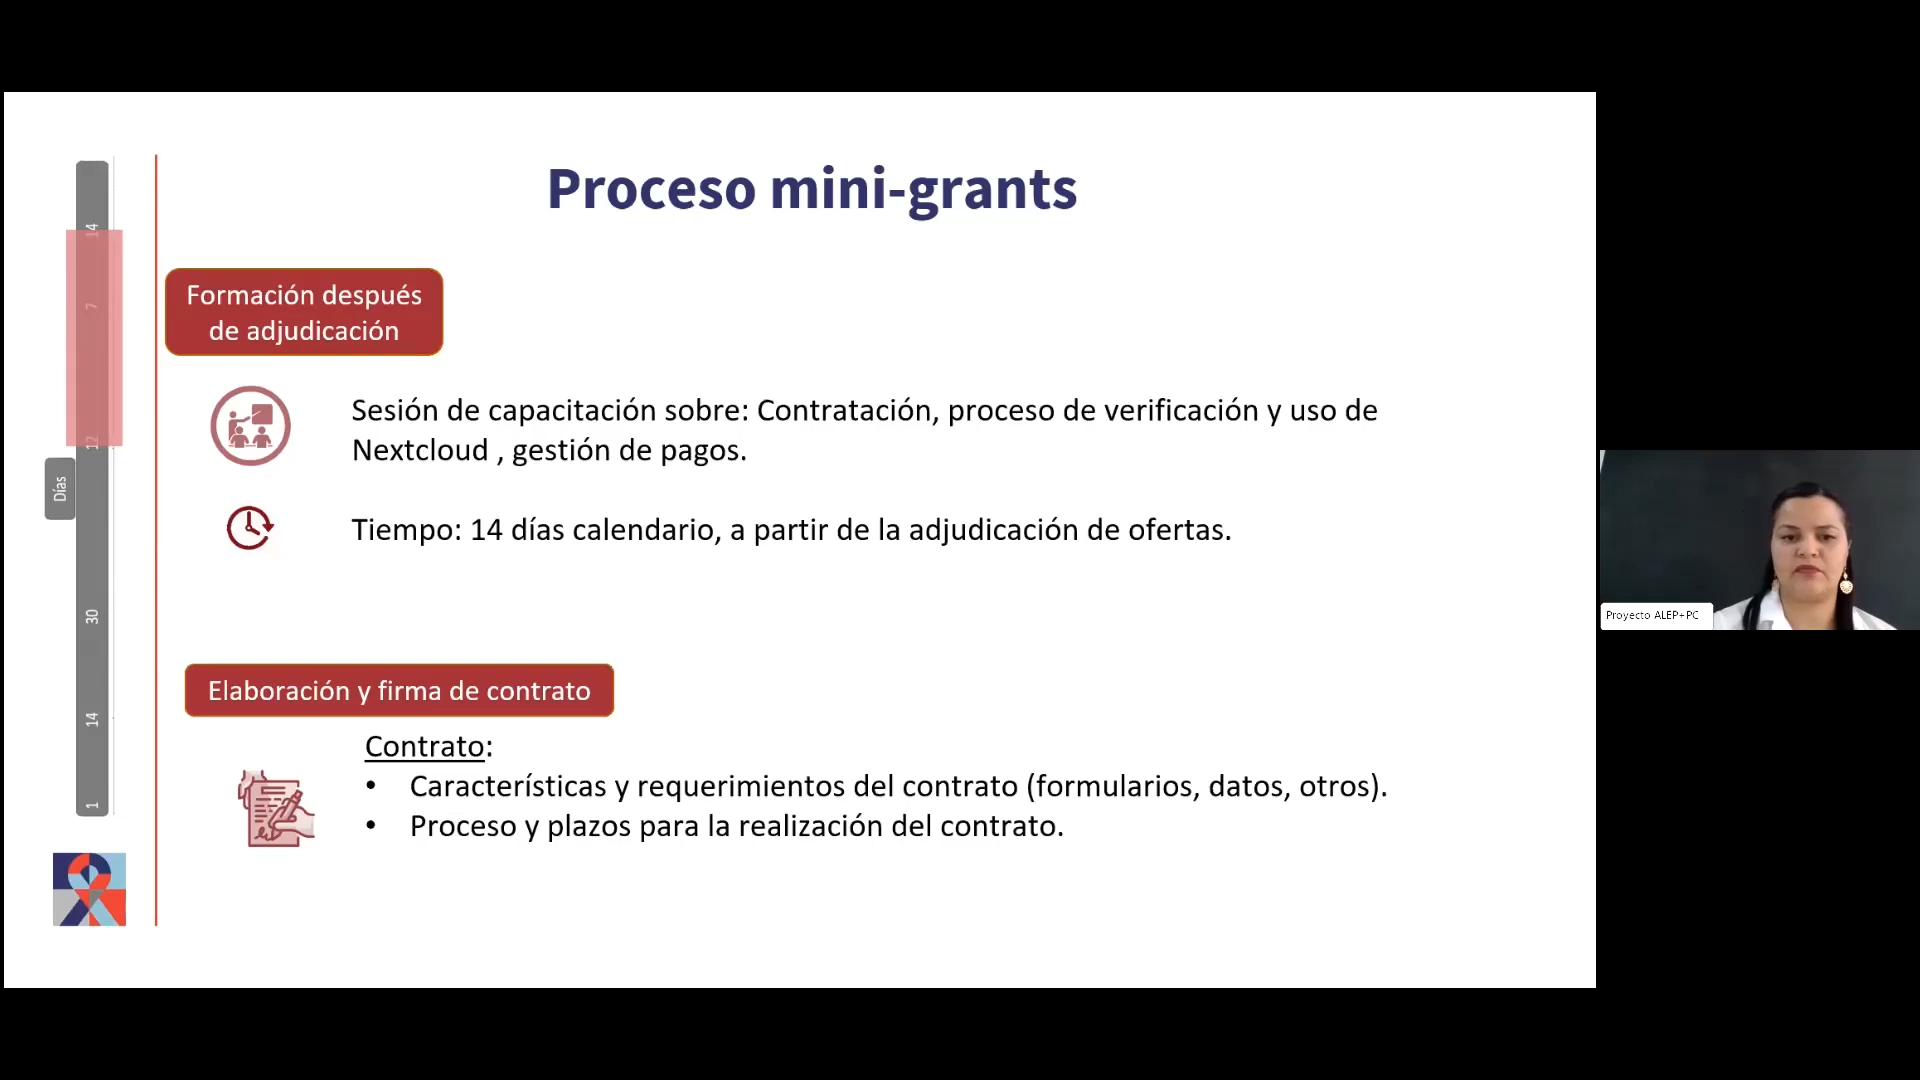 Proceso mini-grants
14
7
12
Días
30
14
1
Formación después
de adjudicación
Sesión de capacitación sobre: Contratación, proceso de verificación y uso de
Nextcloud , gestión de pagos.
Tiempo: 14 días calendario, a partir de la adjudicación de ofertas.
Elaboración y firma de contrato
Contrato:
• Características y requerimientos del contrato (formularios, datos, otros).
• Proceso y plazos para la realización del contrato.
Proyecto ALEP+PC